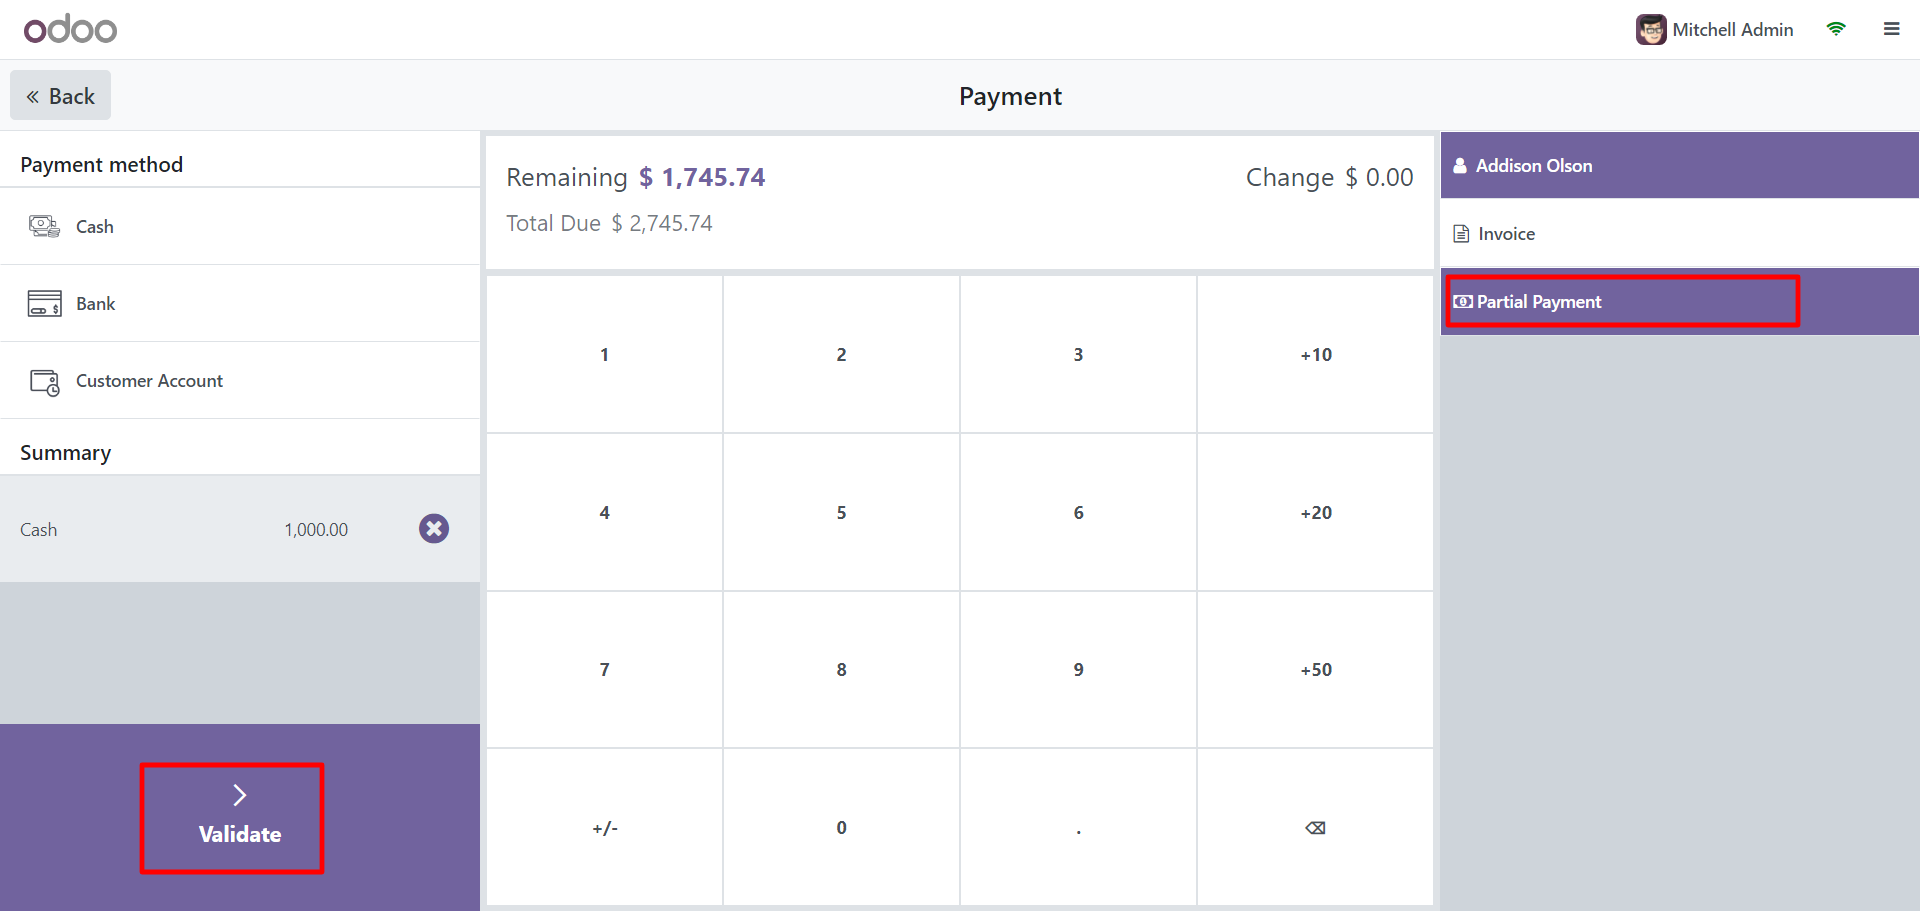 odoo
Mitchell Admin
Back
Payment
Payment method
Cash
Bank
Customer Account
Summary
Cash 1,000.00
Validate
Remaining $ 1,745.74
Change $ 0.00
Total Due $ 2,745.74
1 2 3 +10
4 5 6 +20
7 8 9 +50
+/- 0 . ⌫
Addison Olson
Invoice
Partial Payment